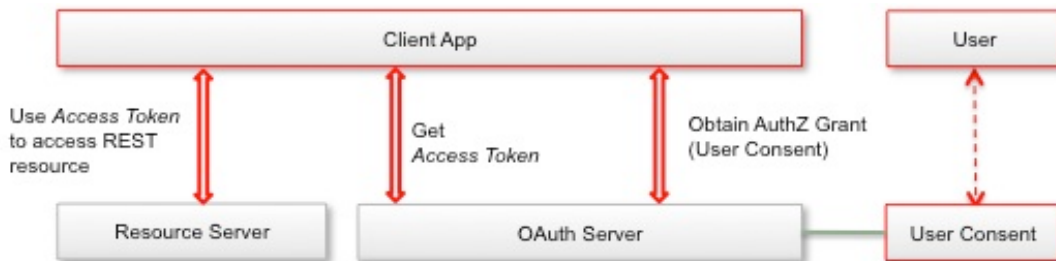 Client App
User
Use Access Token
to access REST
resource
Get
Access Token
Obtain AuthZ Grant
(User Consent)
Resource Server
OAuth Server
User Consent